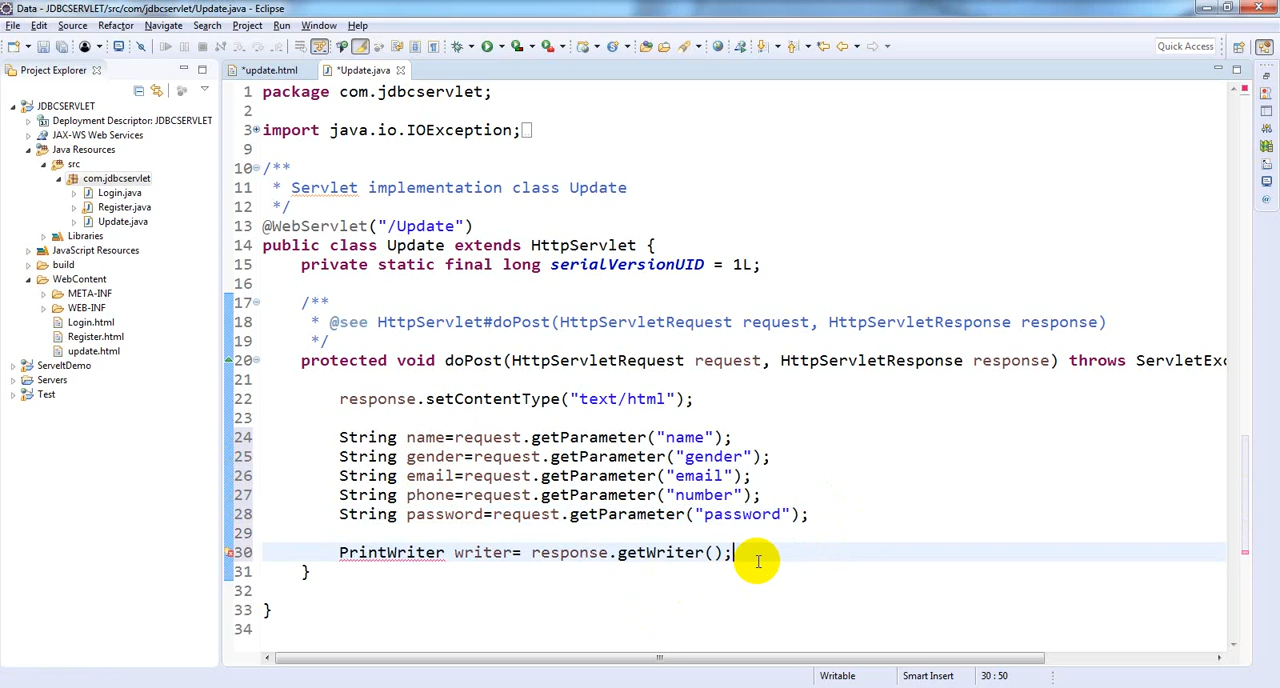 Data - JDBCSERVLET/src/com/jdbcservlet/Update.java - Eclipse
File Edit Source Refactor Navigate Search Project Run Window Help
Quick Access
Project Explorer
*update.html
*Update.java
JDBCSERVLET
Deployment Descriptor: JDBCSERVLET
JAX-WS Web Services
Java Resources
src
com.jdbcservlet
Login.java
Register.java
Update.java
Libraries
JavaScript Resources
build
WebContent
META-INF
WEB-INF
Login.html
Register.html
update.html
ServeltDemo
Servers
Test
1 package com.jdbcservlet;
2
3 import java.io.IOException;
9
10 /**
11 * Servlet implementation class Update
12 */
13 @WebServlet("/Update")
14 public class Update extends HttpServlet {
15 private static final long serialVersionUID = 1L;
16
17 /**
18 * @see HttpServlet#doPost(HttpServletRequest request, HttpServletResponse response)
19 */
20 protected void doPost(HttpServletRequest request, HttpServletResponse response) throws ServletExc
21
22 response.setContentType("text/html");
23
24 String name=request.getParameter("name");
25 String gender=request.getParameter("gender");
26 String email=request.getParameter("email");
27 String phone=request.getParameter("number");
28 String password=request.getParameter("password");
29
30 PrintWriter writer= response.getWriter();
31 }
32
33 }
34
Writable
Smart Insert
30 : 50